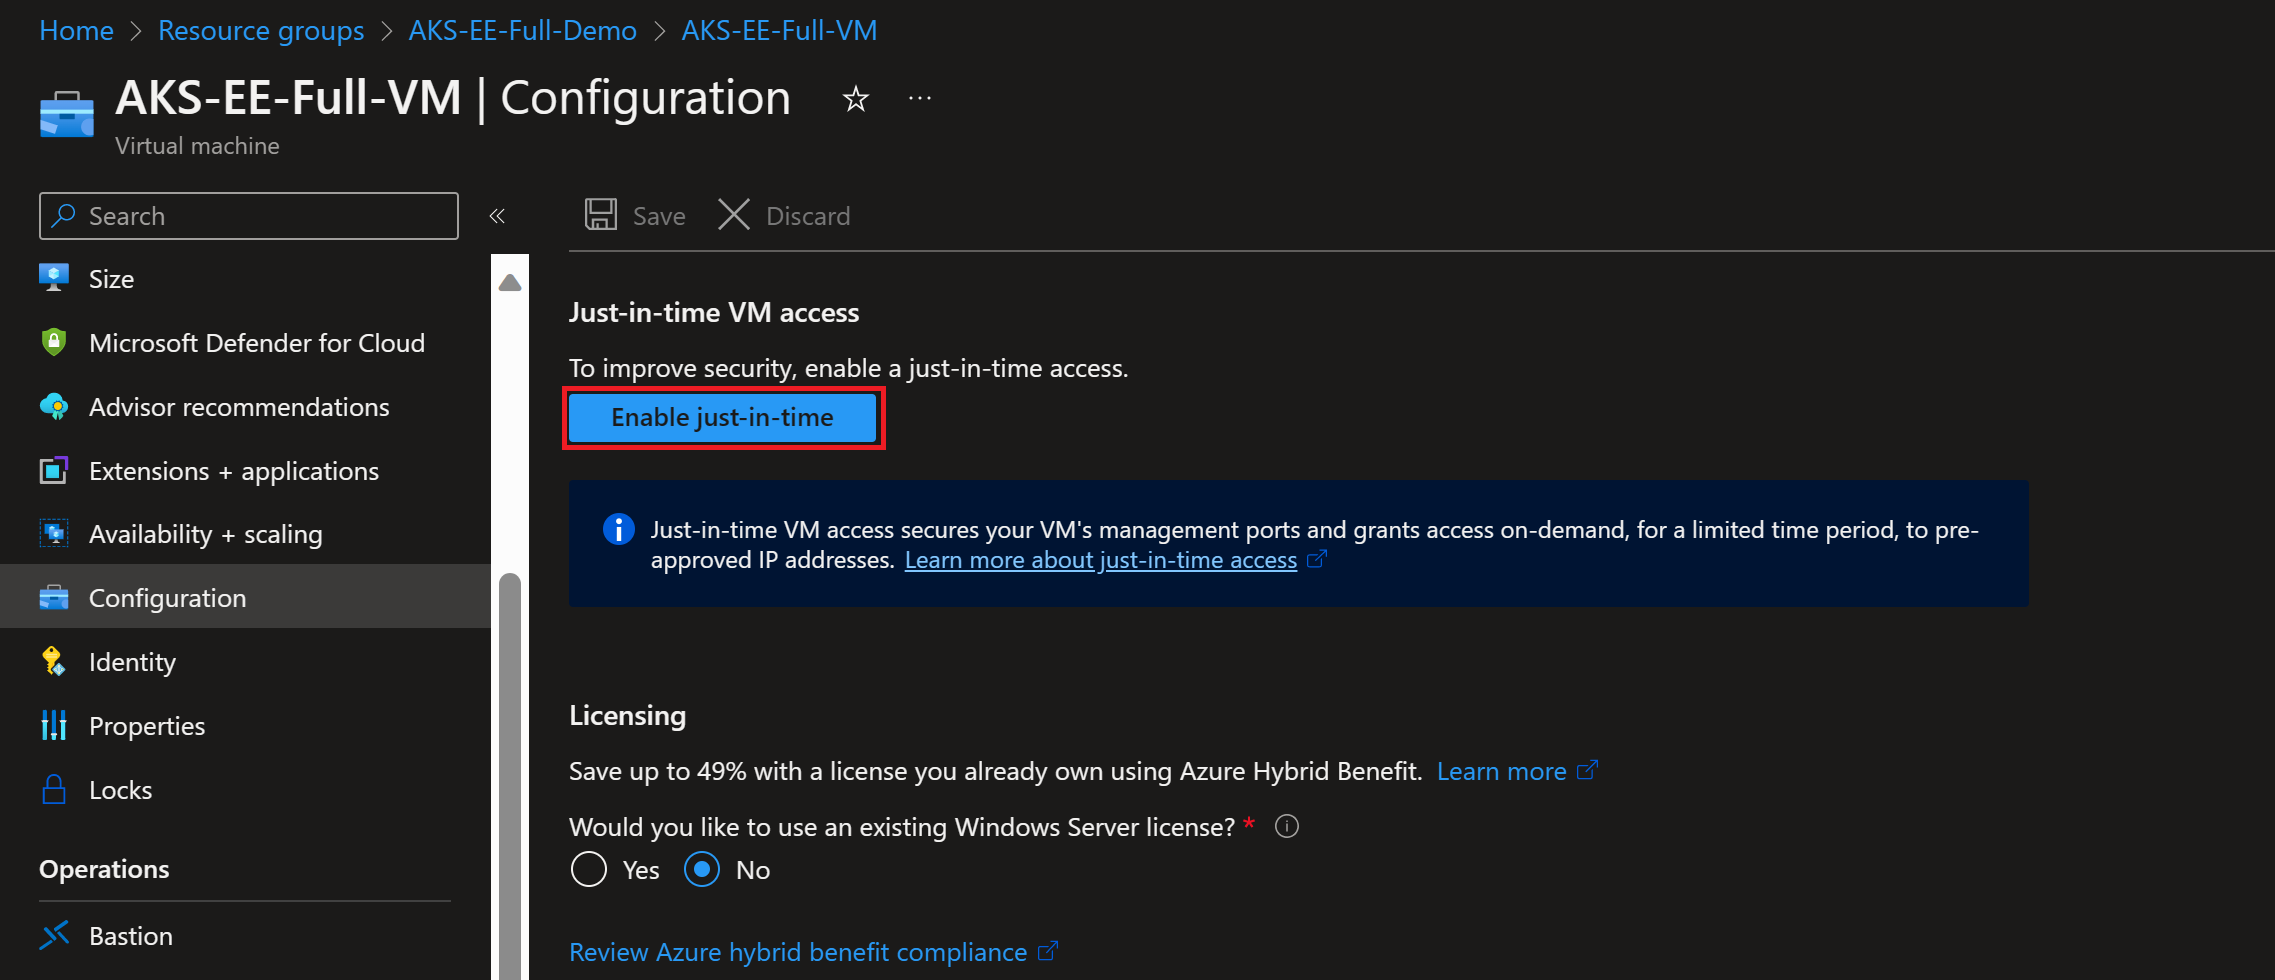 Home > Resource groups > AKS-EE-Full-Demo > AKS-EE-Full-VM
AKS-EE-Full-VM | Configuration
Virtual machine
Search
Save
Discard
Size
Microsoft Defender for Cloud
Advisor recommendations
Extensions + applications
Availability + scaling
Configuration
Identity
Properties
Locks
Operations
Bastion
Just-in-time VM access
To improve security, enable a just-in-time access.
Enable just-in-time
Just-in-time VM access secures your VM's management ports and grants access on-demand, for a limited time period, to pre-
approved IP addresses. Learn more about just-in-time access
Licensing
Save up to 49% with a license you already own using Azure Hybrid Benefit. Learn more
Would you like to use an existing Windows Server license? *
Yes
No
Review Azure hybrid benefit compliance